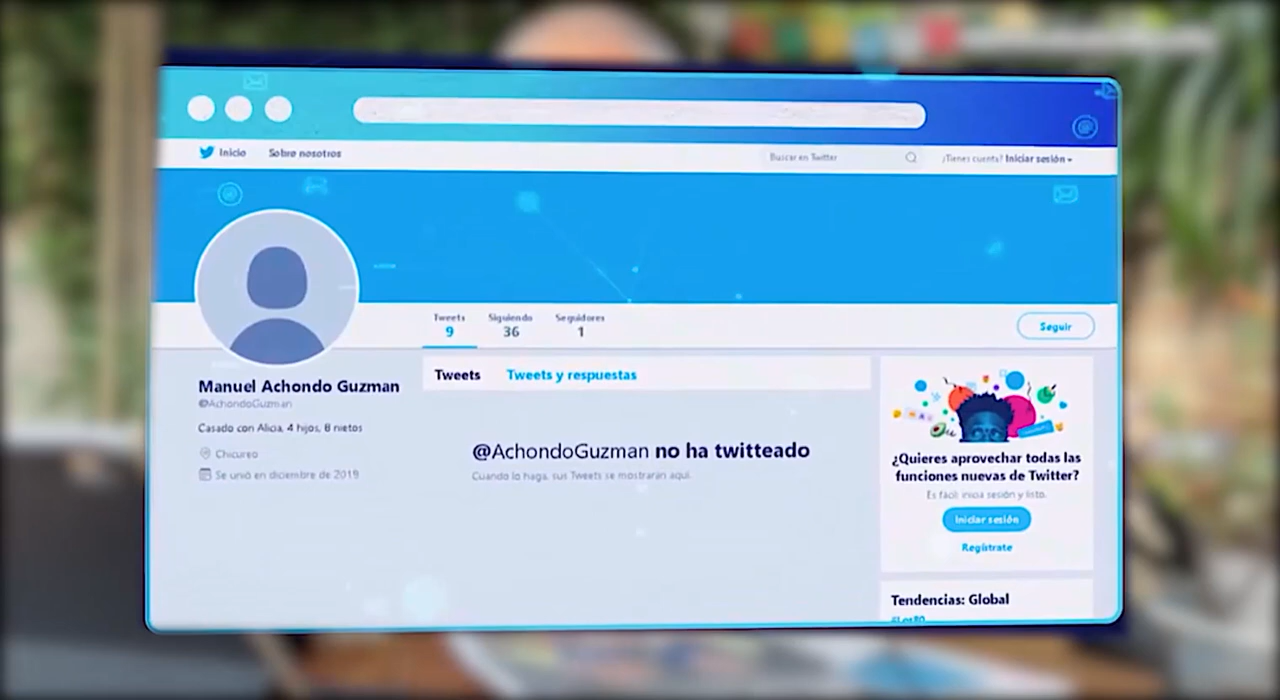 Inicio
Sobre nosotros
Buscar en Twitter
¿Tienes cuenta? Iniciar sesión
Tweets
9
Siguiendo
36
Seguidores
1
Seguir
Manuel Achondo Guzman
@AchondoGuzman
Casado con Alicia, 4 hijos, 8 nietos
Chicureo
Se unió en diciembre de 2019
Tweets
Tweets y respuestas
@AchondoGuzman no ha twitteado
Cuando lo haga, sus Tweets se mostrarán aquí.
¿Quieres aprovechar todas las
funciones nuevas de Twitter?
Es fácil: inicia sesión y listo.
Iniciar sesión
Regístrate
Tendencias: Global